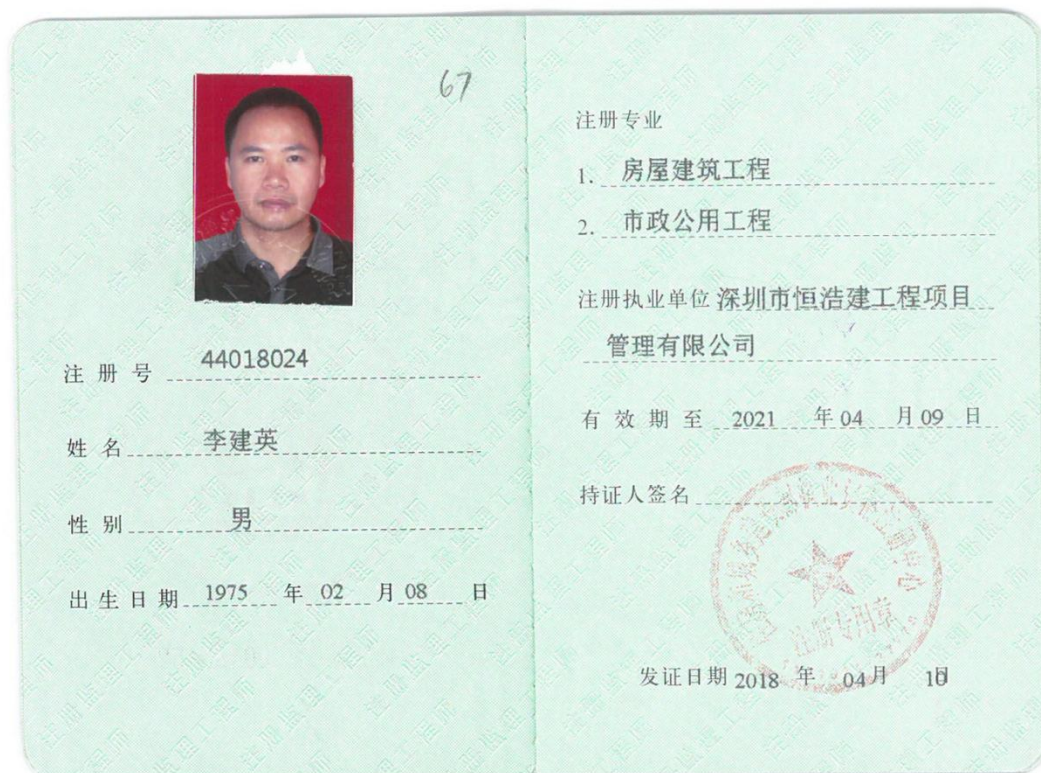 67
注册号 44018024
姓名 李建英
性别 男
出生日期 1975 年 02 月 08 日
注册专业
1. 房屋建筑工程
2. 市政公用工程
注册执业单位 深圳市恒浩建工程项目
管理有限公司
有效期至 2021 年 04 月 09 日
持证人签名
注册专用章
发证日期 2018 年 04 月 10 日